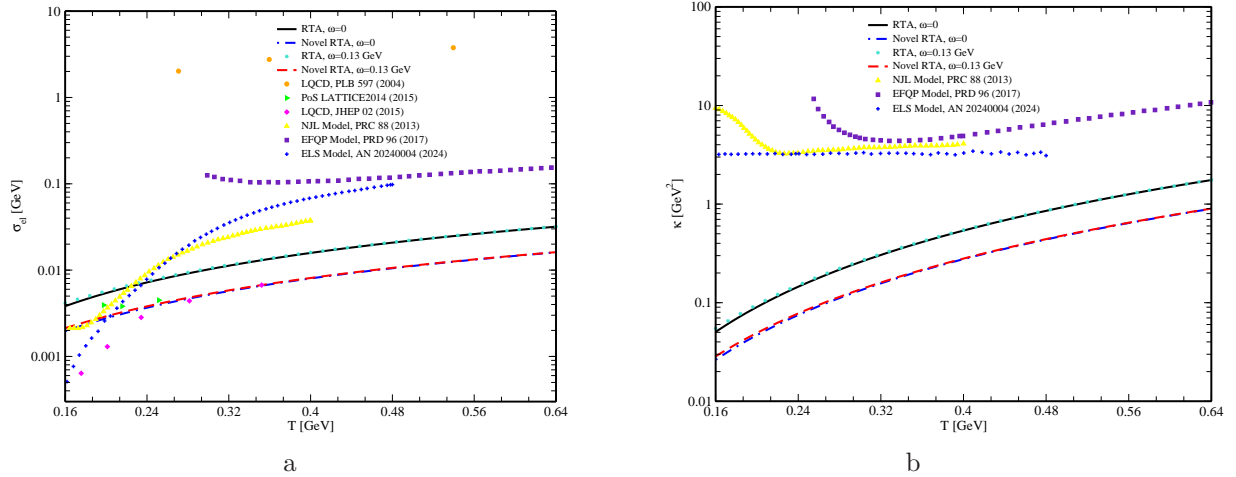 10
1
0.1
0.01
0.001
σel [GeV]
0.16
0.24
0.32
0.4
0.48
0.56
0.64
T [GeV]
RTA, ω=0
Novel RTA, ω=0
RTA, ω=0.13 GeV
Novel RTA, ω=0.13 GeV
LQCD, PLB 597 (2004)
PoS LATTICE2014 (2015)
LQCD, JHEP 02 (2015)
NJL Model, PRC 88 (2013)
EFQP Model, PRD 96 (2017)
ELS Model, AN 20240004 (2024)
a
100
10
1
0.1
0.01
κ [GeV²]
0.16
0.24
0.32
0.4
0.48
0.56
0.64
T [GeV]
RTA, ω=0
Novel RTA, ω=0
RTA, ω=0.13 GeV
Novel RTA, ω=0.13 GeV
NJL Model, PRC 88 (2013)
EFQP Model, PRD 96 (2017)
ELS Model, AN 20240004 (2024)
b